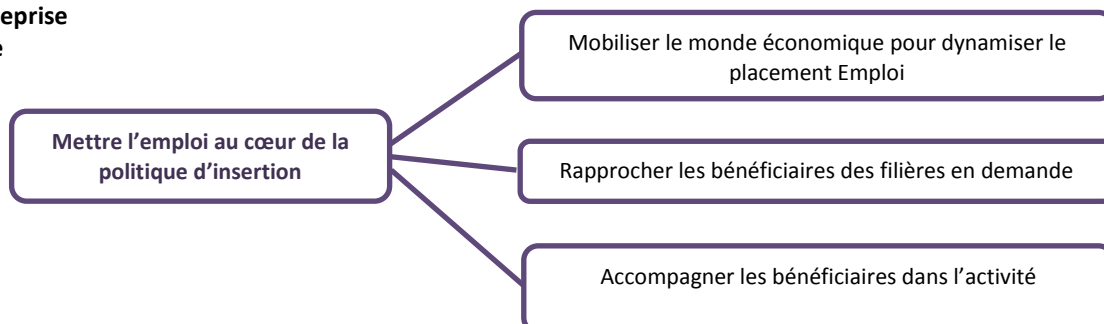 Mobiliser le monde économique pour dynamiser le
placement Emploi
Mettre l’emploi au cœur de la
politique d’insertion
Rapprocher les bénéficiaires des filières en demande
Accompagner les bénéficiaires dans l’activité